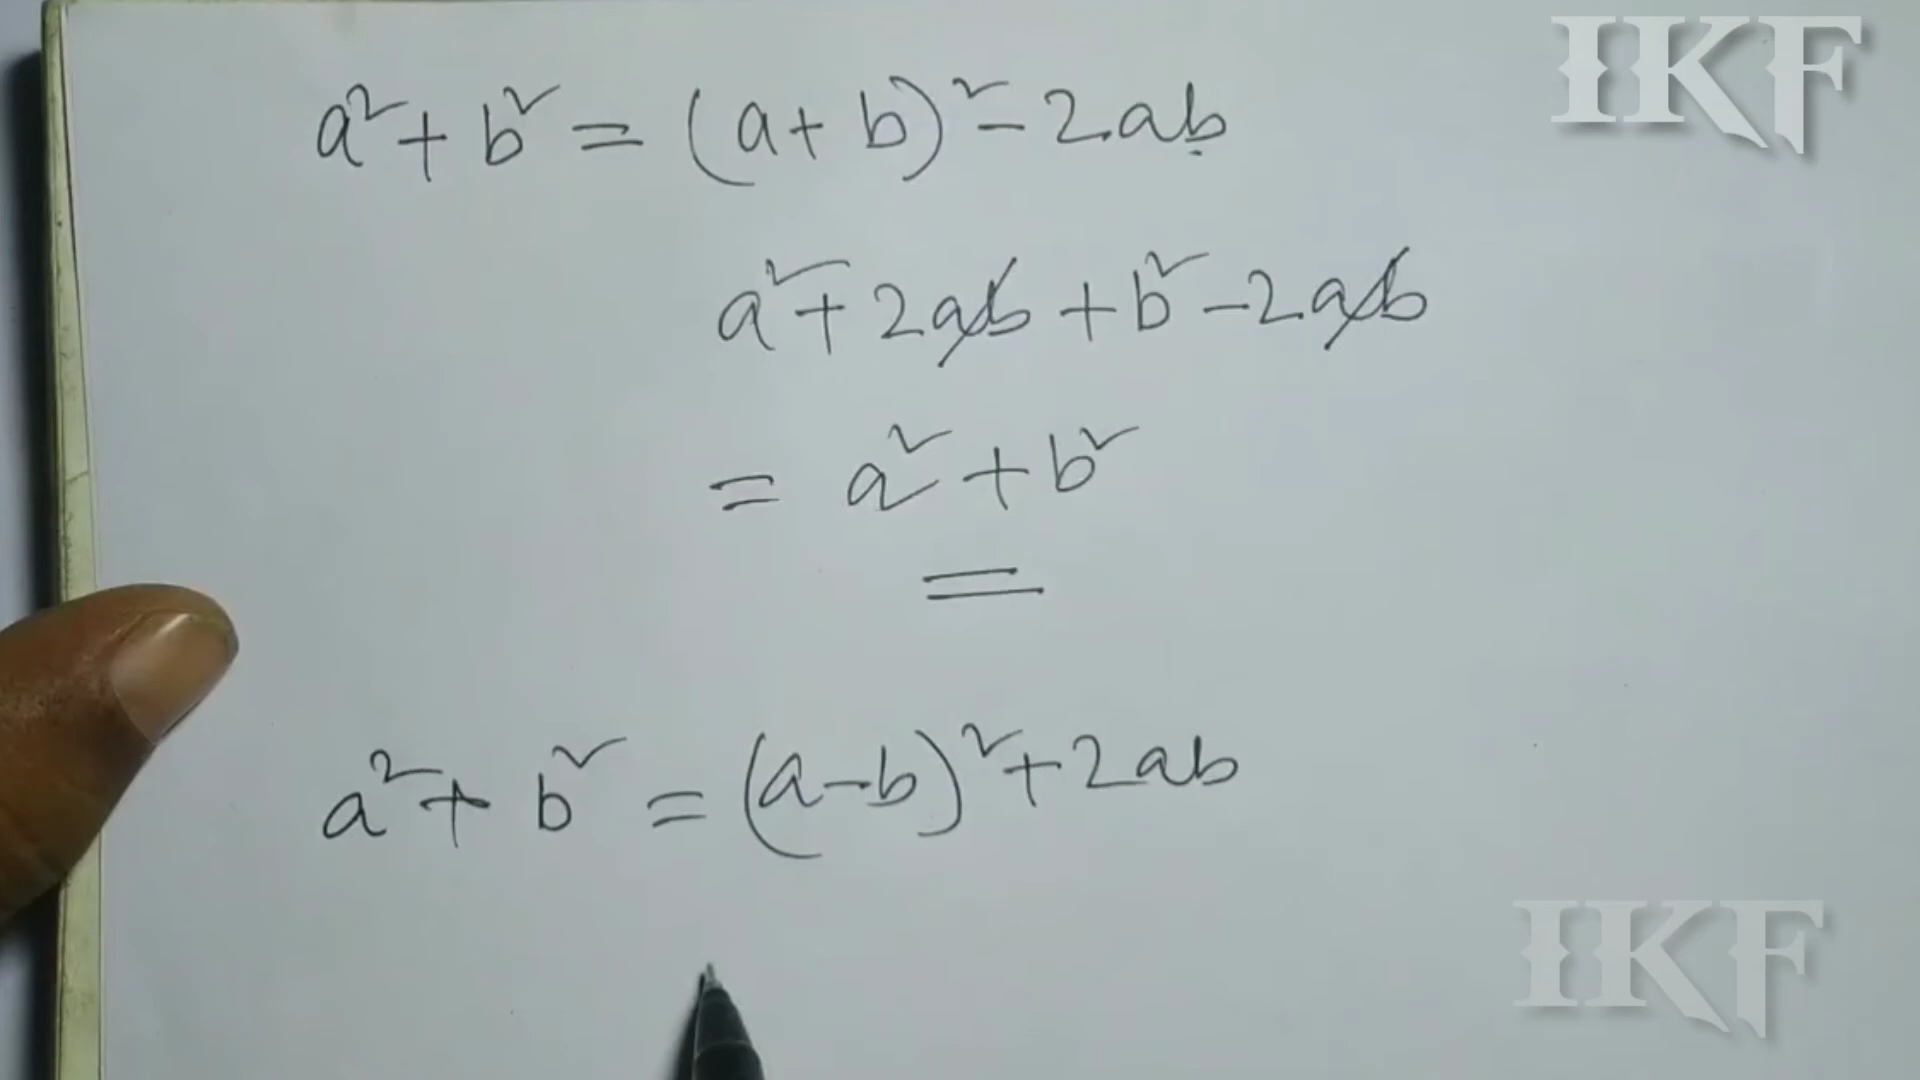 IKF
a² + b² = (a + b)² - 2ab
a² + 2ab + b² - 2ab
= a² + b²
a² + b² = (a - b)² + 2ab
IKF